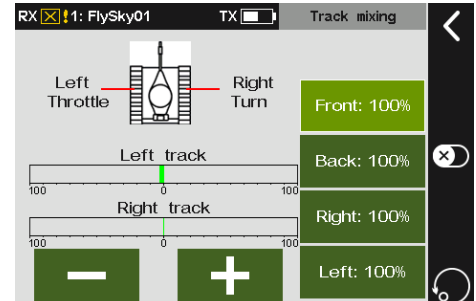 RX !1: FlySky01 TX Track mixing
Left Throttle
Right Turn
Front: 100%
Left track
Back: 100%
100 0 100
Right track
Right: 100%
100 0 100
Left: 100%